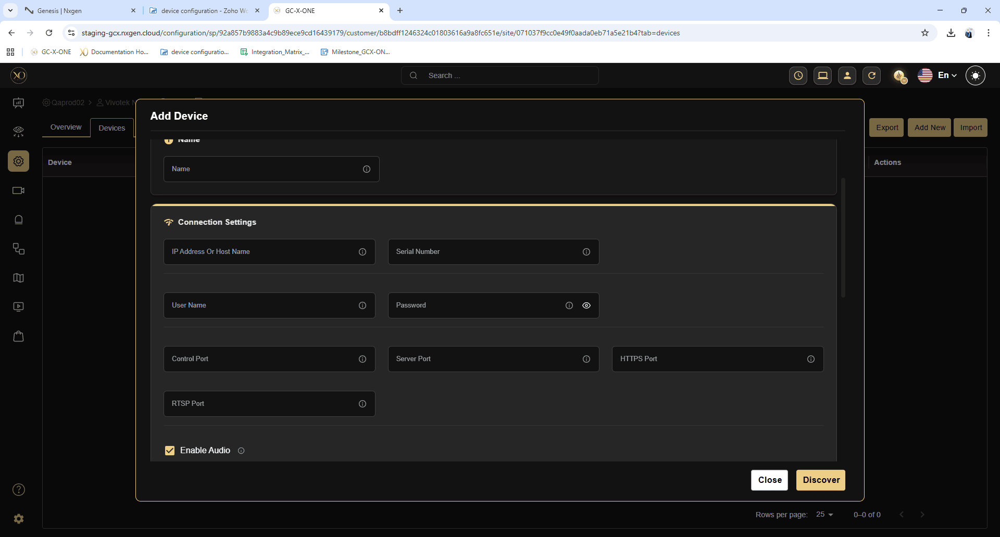 Genesis | Nxgen
device configuration - Zoho Wo
GC-X-ONE
staging-gcx.nxgen.cloud/configuration/sp/92a857b9883a4c9b89ece9cd16439179/customer/b8bdff1246324c01803616a9a8fc651e/site/071037f9cc0e49f0aada0eb71a5e21b4?tab=devices
GC-X-ONE
Documentation Ho...
device configuratio...
Integration_Matrix_...
Milestone_GCX-ON...
XO
Search ...
En
Qaprod02
Vivotek
Add Device
Overview
Devices
Export
Add New
Import
Name
Device
Actions
Name
Connection Settings
IP Address Or Host Name
Serial Number
User Name
Password
Control Port
Server Port
HTTPS Port
RTSP Port
Enable Audio
Close
Discover
Rows per page:
25
0–0 of 0